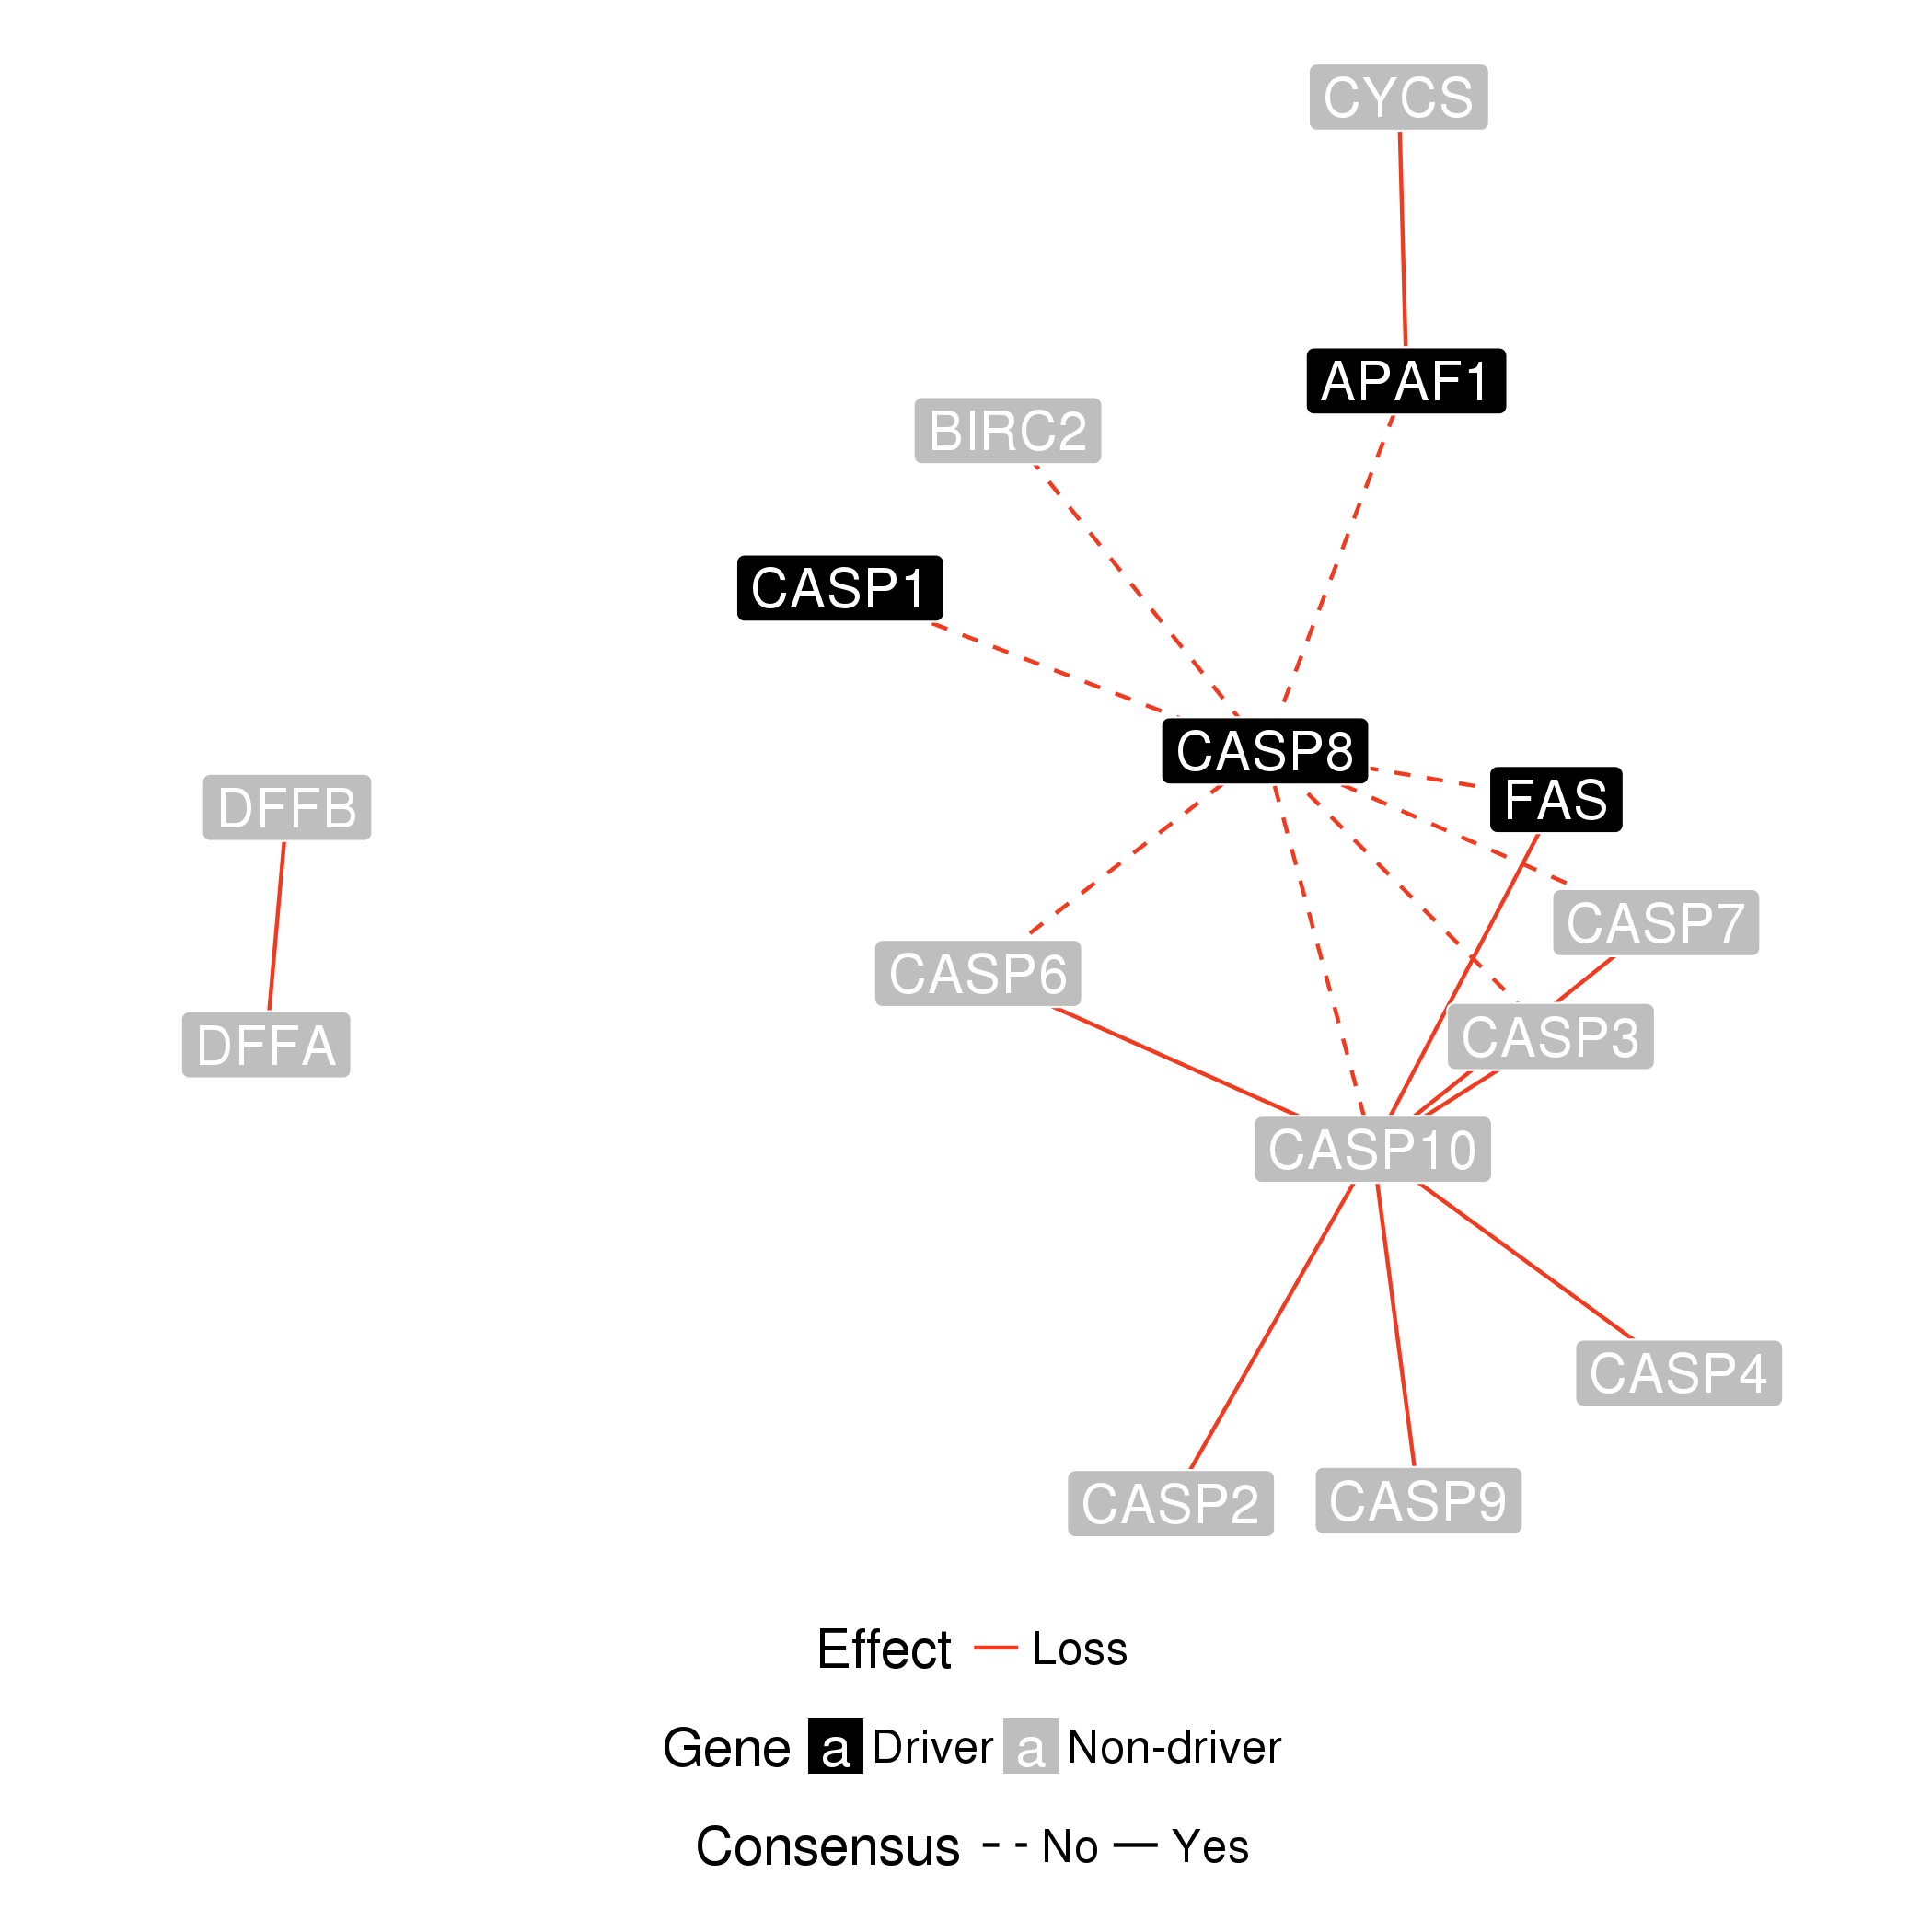 CYCS
APAF1
BIRC2
CASP1
CASP8
FAS
DFFB
CASP7
CASP6
CASP3
DFFA
CASP10
CASP4
CASP2
CASP9
Effect Loss
Gene a Driver a Non-driver
Consensus No Yes